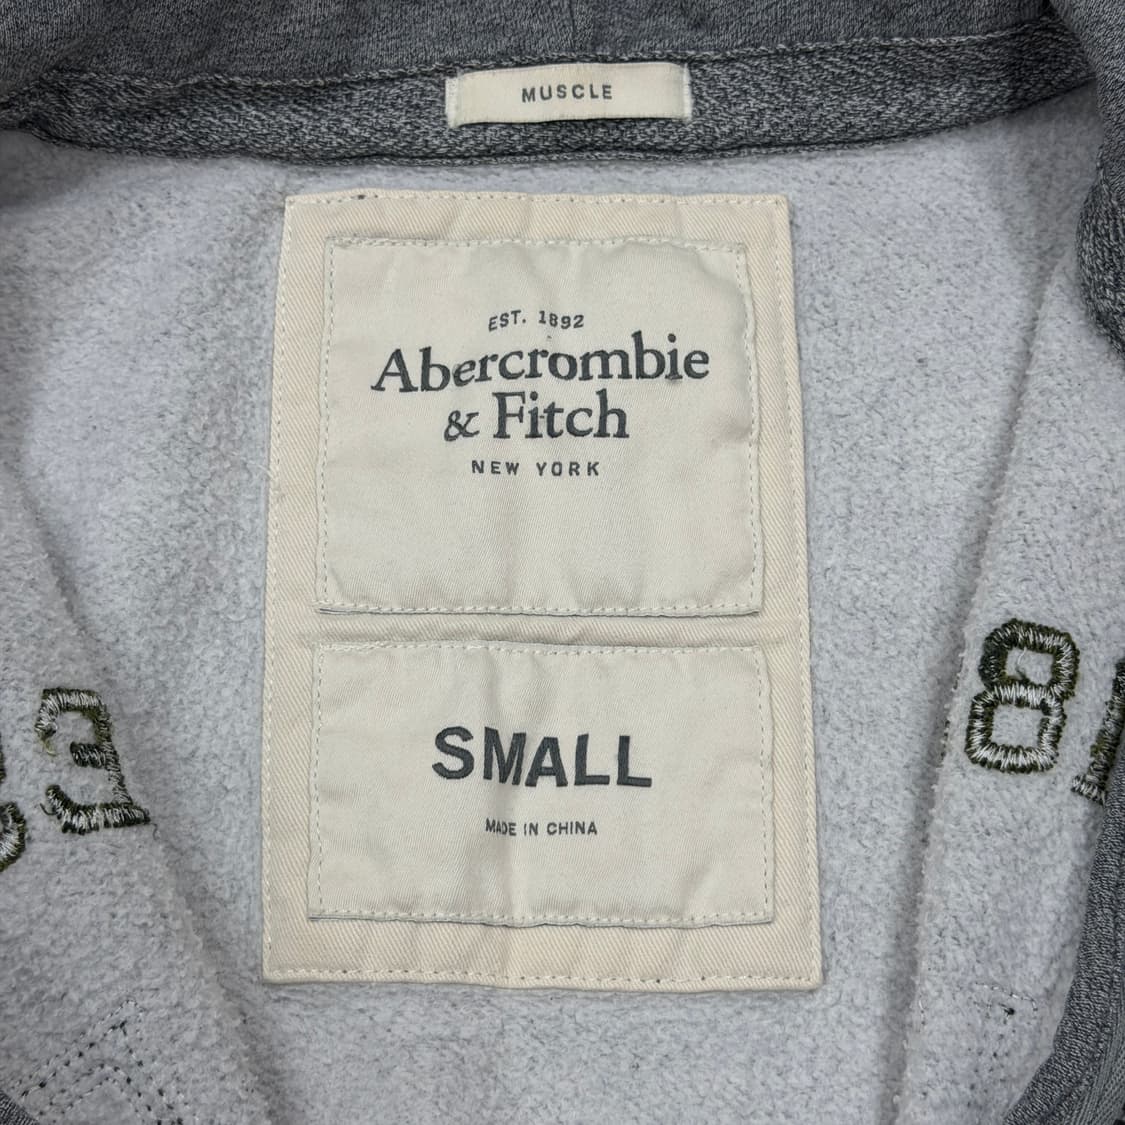 MUSCLE
EST. 1892
Abercrombie
& Fitch
NEW YORK
SMALL
MADE IN CHINA